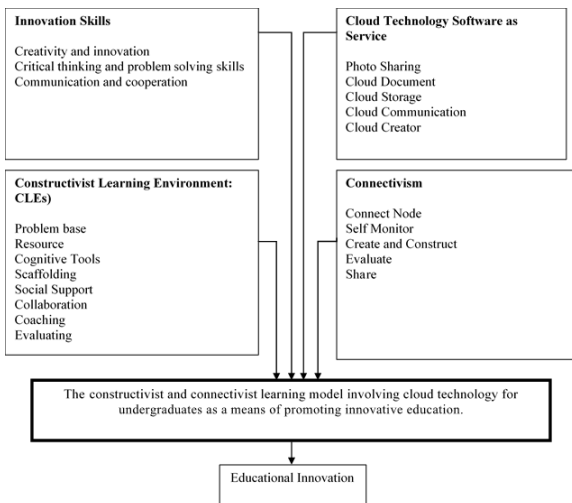 Innovation Skills
Creativity and innovation
Critical thinking and problem solving skills
Communication and cooperation
Cloud Technology Software as
Service
Photo Sharing
Cloud Document
Cloud Storage
Cloud Communication
Cloud Creator
Constructivist Learning Environment:
CLEs)
Problem base
Resource
Cognitive Tools
Scaffolding
Social Support
Collaboration
Coaching
Evaluating
Connectivism
Connect Node
Self Monitor
Create and Construct
Evaluate
Share
The constructivist and connectivist learning model involving cloud technology for
undergraduates as a means of promoting innovative education.
Educational Innovation